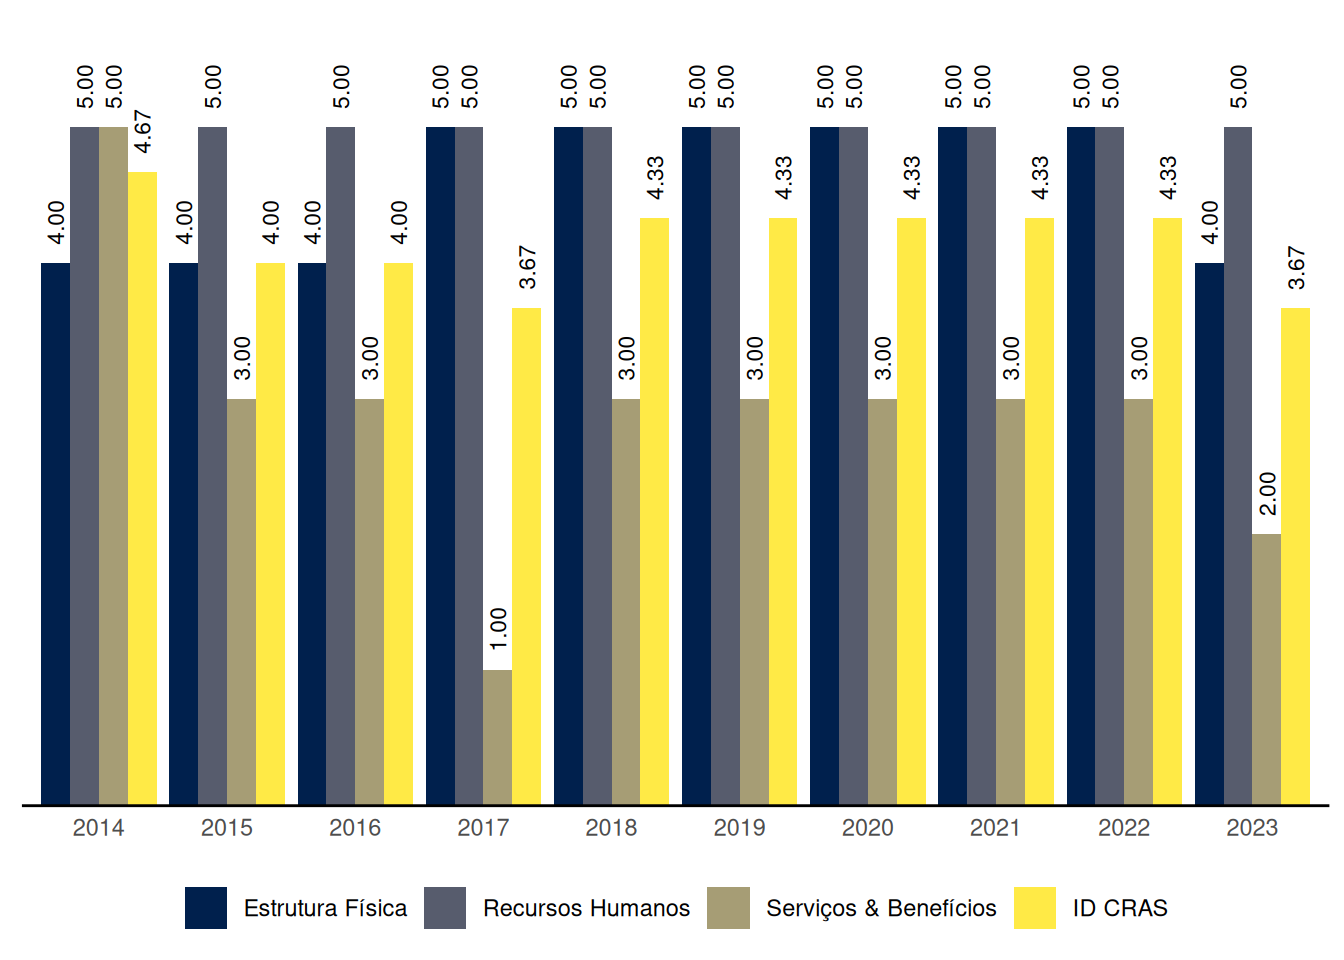 5.00 5.00 5.00 5.00 5.00 5.00 5.00 5.00 5.00 5.00 5.00 5.00 5.00 5.00 5.00 5.00 5.00
4.67
4.33 4.33 4.33 4.33 4.33
4.00 4.00 4.00 4.00 4.00 4.00
3.67 3.67
3.00 3.00 3.00 3.00 3.00 3.00 3.00
2.00
1.00
2014 2015 2016 2017 2018 2019 2020 2021 2022 2023
Estrutura Física Recursos Humanos Serviços & Benefícios ID CRAS